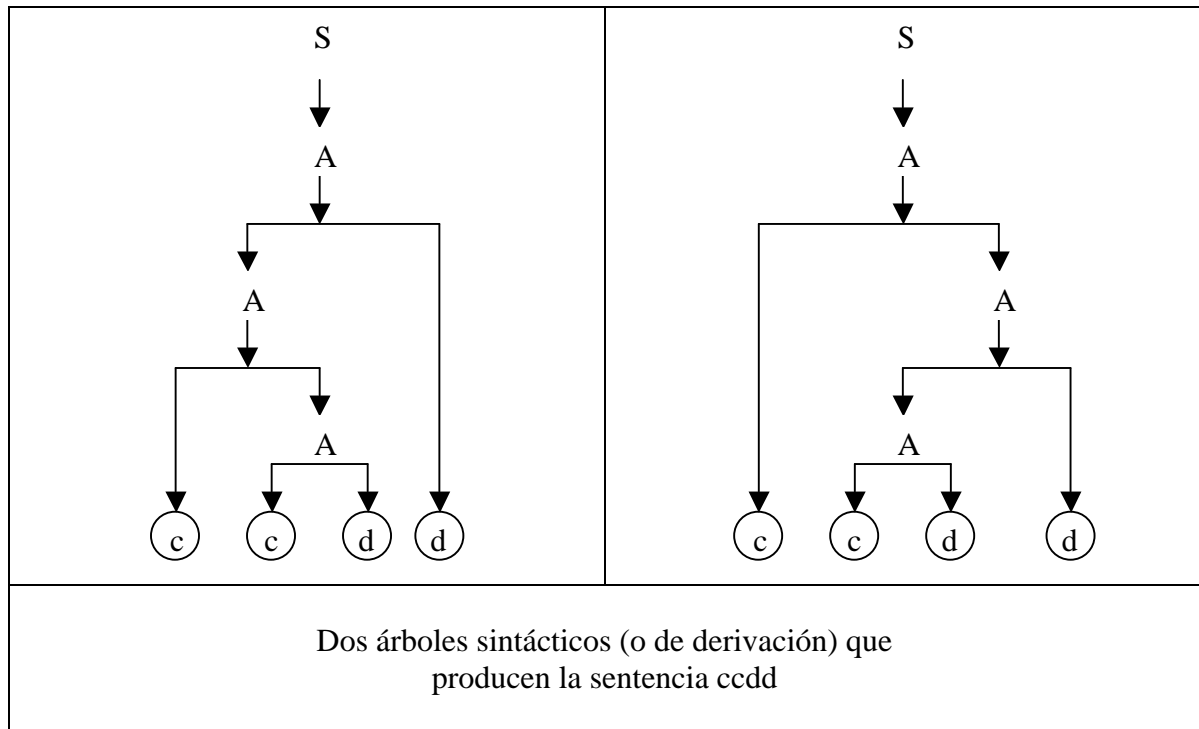 S S
A A
A A
A A
c c d d c c d d
Dos árboles sintácticos (o de derivación) que
producen la sentencia ccdd